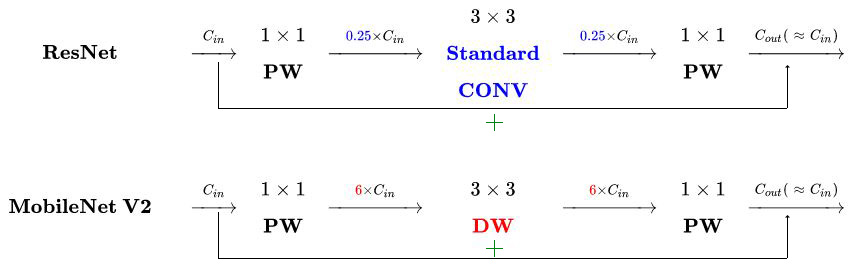 3 × 3
C_in 1 × 1 0.25×C_in 0.25×C_in 1 × 1 C_out( ≈ C_in)
ResNet Standard
PW PW
CONV
+
C_in 1 × 1 6×C_in 3 × 3 6×C_in 1 × 1 C_out( ≈ C_in)
MobileNet V2
PW DW PW
+